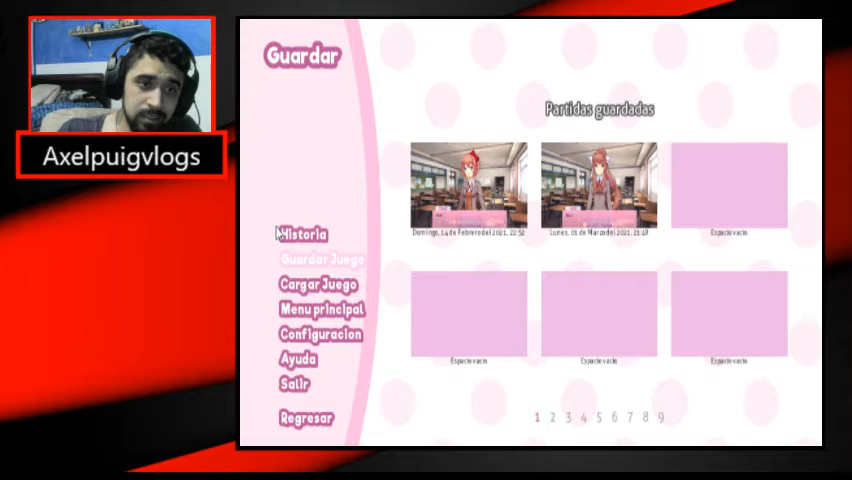 Guardar
Axelpuigvlogs
Partidas guardadas
Domingo, 14 de Febrero del 2021, 22:52
Lunes, 01 de Marzo del 2021, 21:48
Espacio vacio
Historia
Guardar Juego
Cargar Juego
Menu principal
Configuracion
Ayuda
Salir
Regresar
Espacio vacio
Espacio vacio
Espacio vacio
1 2 3 4 5 6 7 8 9